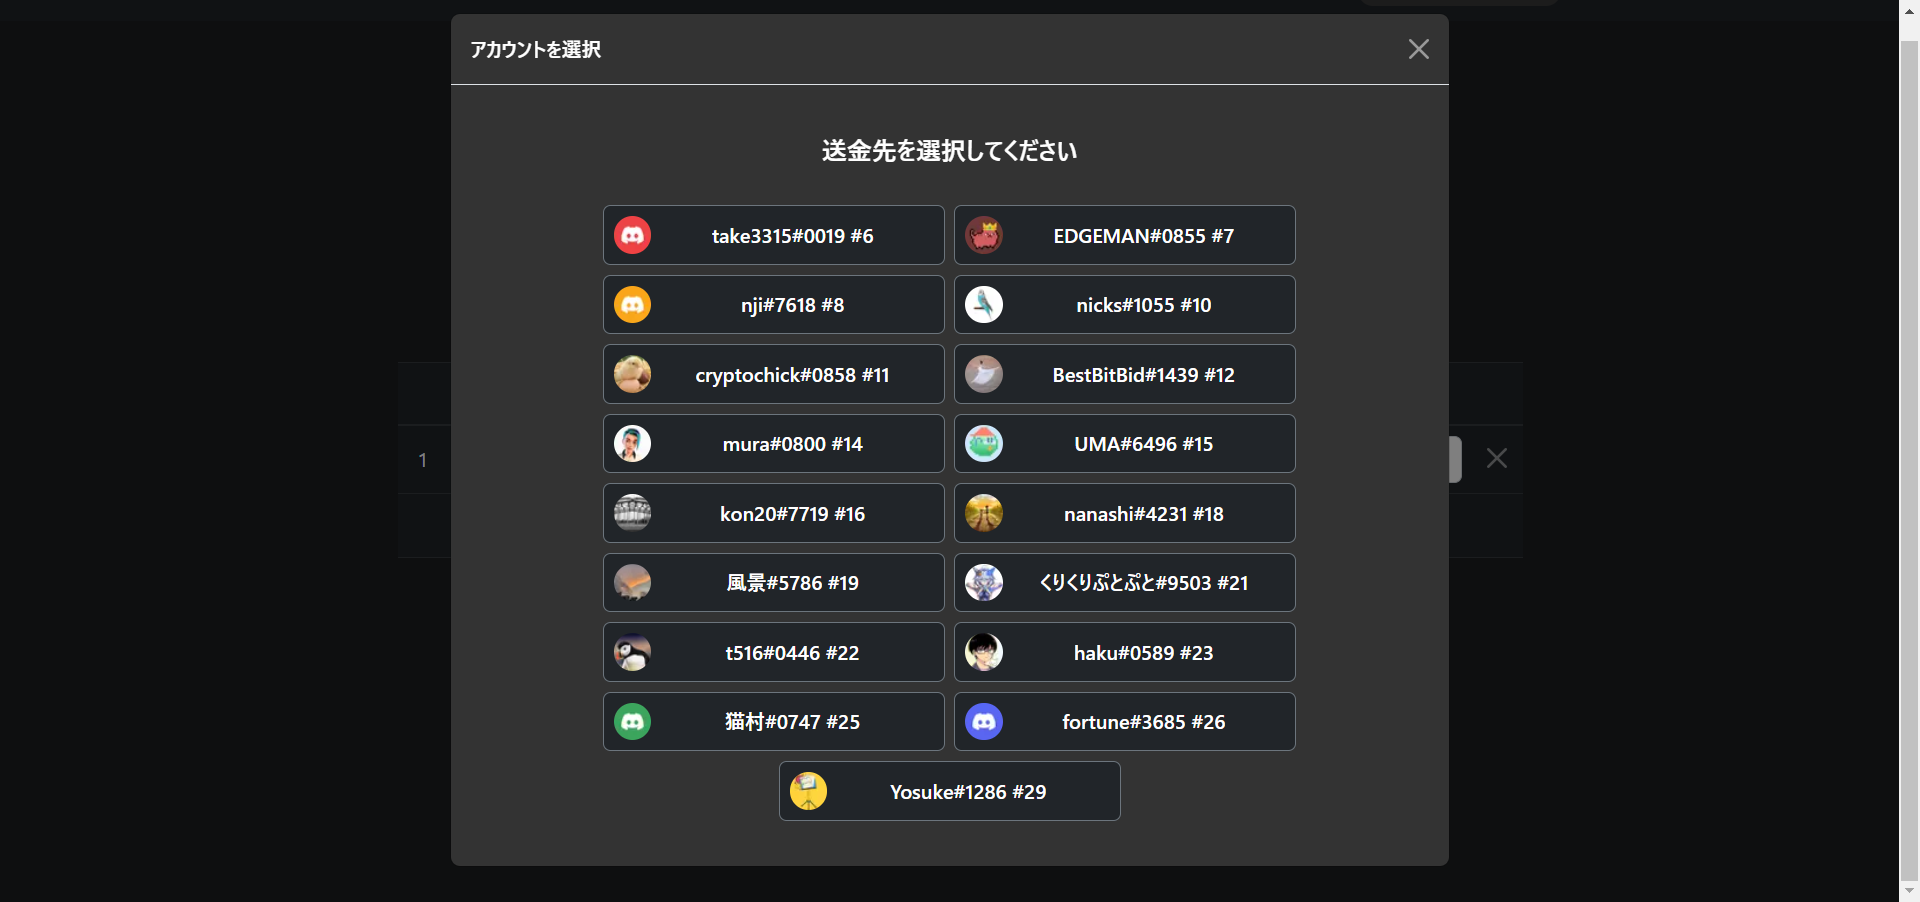 アカウントを選択
送金先を選択してください
take3315#0019 #6
EDGEMAN#0855 #7
nji#7618 #8
nicks#1055 #10
cryptochick#0858 #11
BestBitBid#1439 #12
mura#0800 #14
UMA#6496 #15
1
kon20#7719 #16
nanashi#4231 #18
風景#5786 #19
くりくりぷとぷと#9503 #21
t516#0446 #22
haku#0589 #23
猫村#0747 #25
fortune#3685 #26
Yosuke#1286 #29